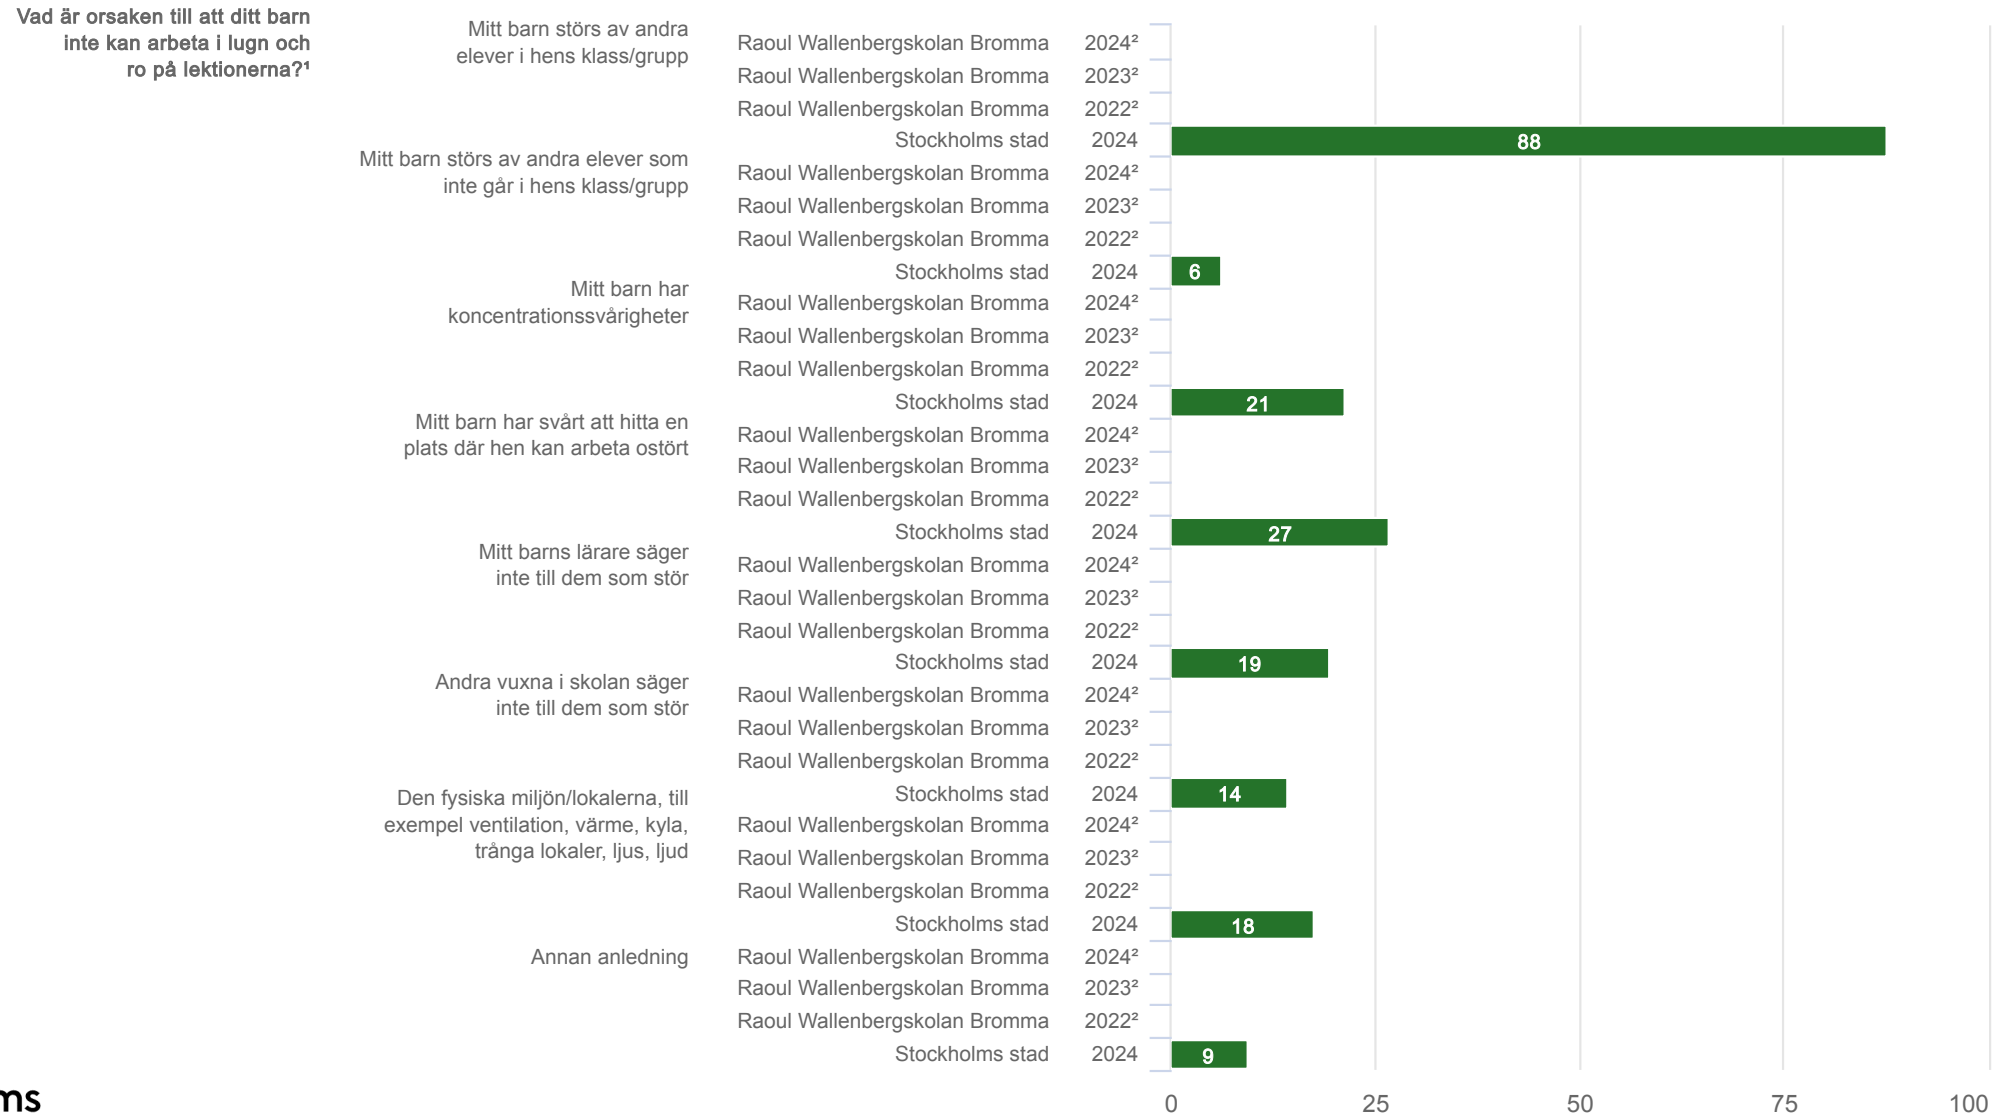 Vad är orsaken till att ditt barn
inte kan arbeta i lugn och
ro på lektionerna?¹
Mitt barn störs av andra
elever i hens klass/grupp
Raoul Wallenbergskolan Bromma 2024²
Raoul Wallenbergskolan Bromma 2023²
Raoul Wallenbergskolan Bromma 2022²
Stockholms stad 2024 88
Mitt barn störs av andra elever som
inte går i hens klass/grupp
Raoul Wallenbergskolan Bromma 2024²
Raoul Wallenbergskolan Bromma 2023²
Raoul Wallenbergskolan Bromma 2022²
Stockholms stad 2024 6
Mitt barn har
koncentrationssvårigheter
Raoul Wallenbergskolan Bromma 2024²
Raoul Wallenbergskolan Bromma 2023²
Raoul Wallenbergskolan Bromma 2022²
Stockholms stad 2024 21
Mitt barn har svårt att hitta en
plats där hen kan arbeta ostört
Raoul Wallenbergskolan Bromma 2024²
Raoul Wallenbergskolan Bromma 2023²
Raoul Wallenbergskolan Bromma 2022²
Stockholms stad 2024 27
Mitt barns lärare säger
inte till dem som stör
Raoul Wallenbergskolan Bromma 2024²
Raoul Wallenbergskolan Bromma 2023²
Raoul Wallenbergskolan Bromma 2022²
Stockholms stad 2024 19
Andra vuxna i skolan säger
inte till dem som stör
Raoul Wallenbergskolan Bromma 2024²
Raoul Wallenbergskolan Bromma 2023²
Raoul Wallenbergskolan Bromma 2022²
Stockholms stad 2024 14
Den fysiska miljön/lokalerna, till
exempel ventilation, värme, kyla,
trånga lokaler, ljus, ljud
Raoul Wallenbergskolan Bromma 2024²
Raoul Wallenbergskolan Bromma 2023²
Raoul Wallenbergskolan Bromma 2022²
Stockholms stad 2024 18
Annan anledning
Raoul Wallenbergskolan Bromma 2024²
Raoul Wallenbergskolan Bromma 2023²
Raoul Wallenbergskolan Bromma 2022²
Stockholms stad 2024 9
0 25 50 75 100